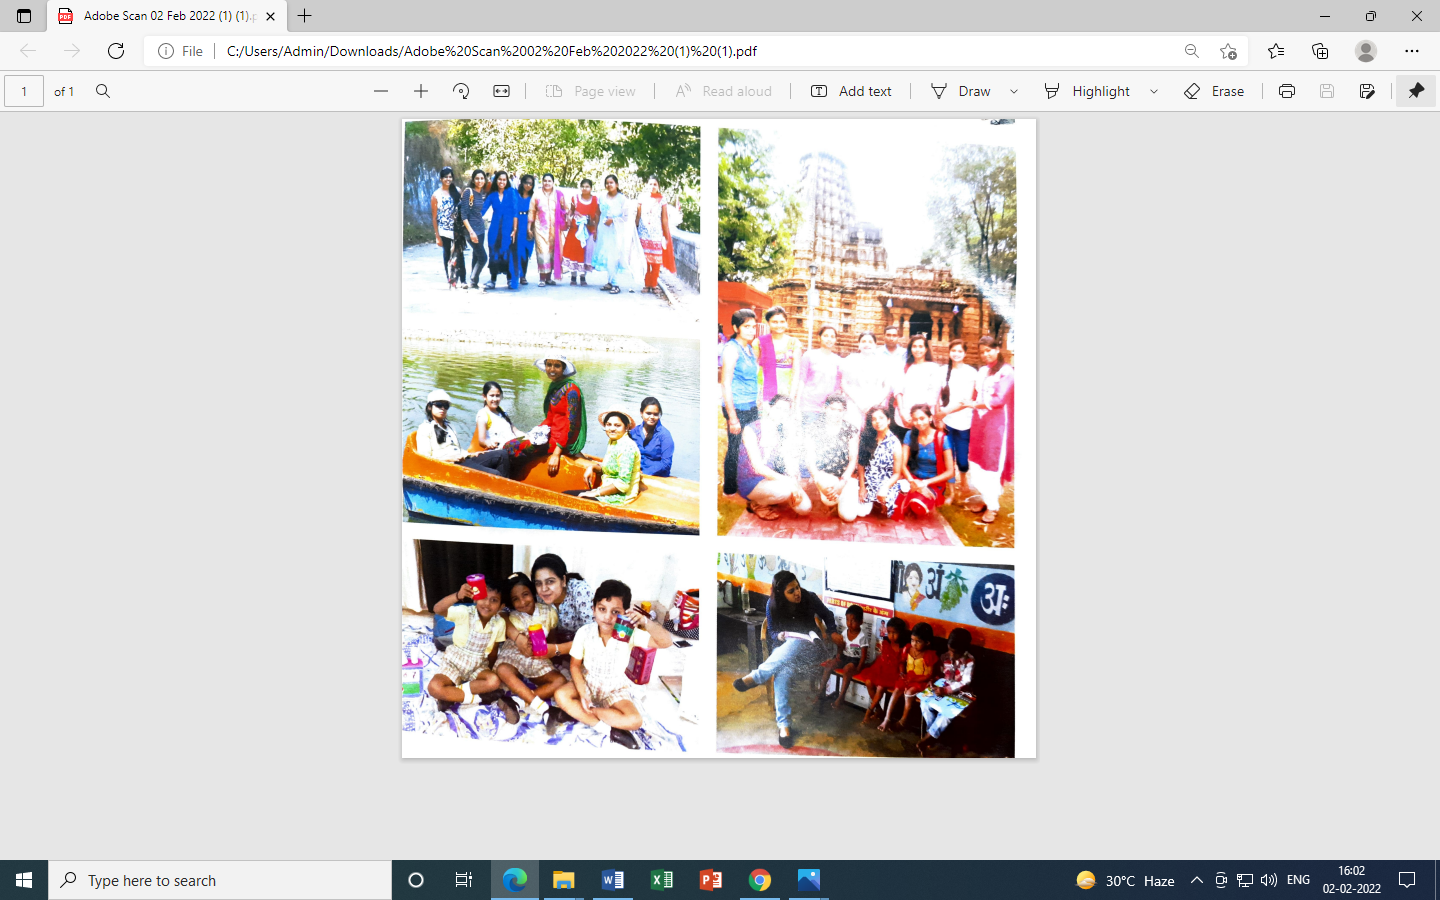 Adobe Scan 02 Feb 2022 (1) (1).p
File
C:/Users/Admin/Downloads/Adobe%20Scan%2002%20Feb%202022%20(1)%20(1).pdf
1 of 1
Page view
Read aloud
Add text
Draw
Highlight
Erase
अं
अः
Type here to search
30°C Haze
ENG
16:02
02-02-2022